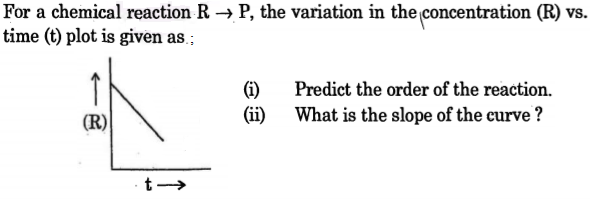 For a chemical reaction R → P, the variation in the concentration (R) vs.
time (t) plot is given as :
(i) Predict the order of the reaction.
(ii) What is the slope of the curve ?
(R)
t →